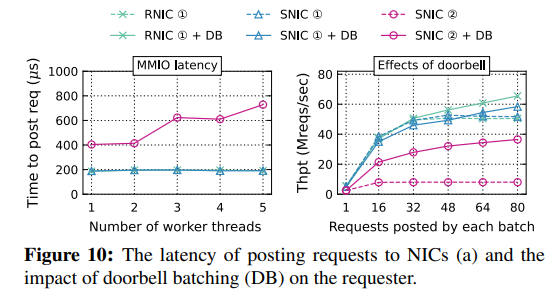 RNIC ① SNIC ① SNIC ②
RNIC ① + DB SNIC ① + DB SNIC ② + DB
MMIO latency
Effects of doorbell
Time to post req (μs)
1000
800
600
400
200
0
1 2 3 4 5
Number of worker threads
Thpt (Mreqs/sec)
80
60
40
20
0
1 16 32 48 64 80
Requests posted by each batch
Figure 10: The latency of posting requests to NICs (a) and the
impact of doorbell batching (DB) on the requester.